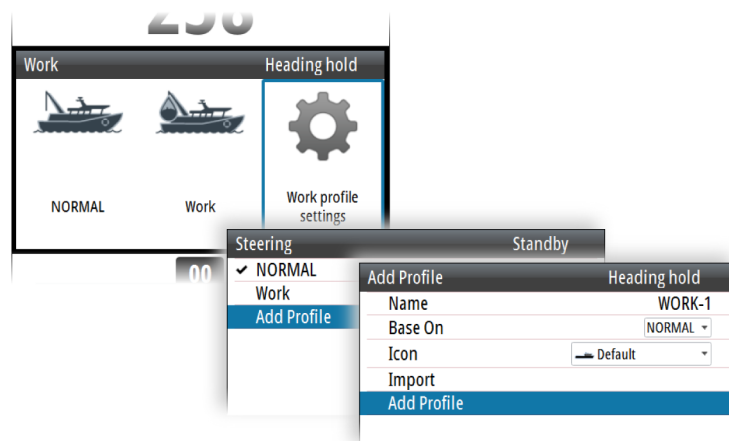 Work Heading hold
NORMAL Work Work profile
settings
00
Steering Standby
NORMAL
Work
Add Profile
Add Profile Heading hold
Name WORK-1
Base On NORMAL
Icon Default
Import
Add Profile